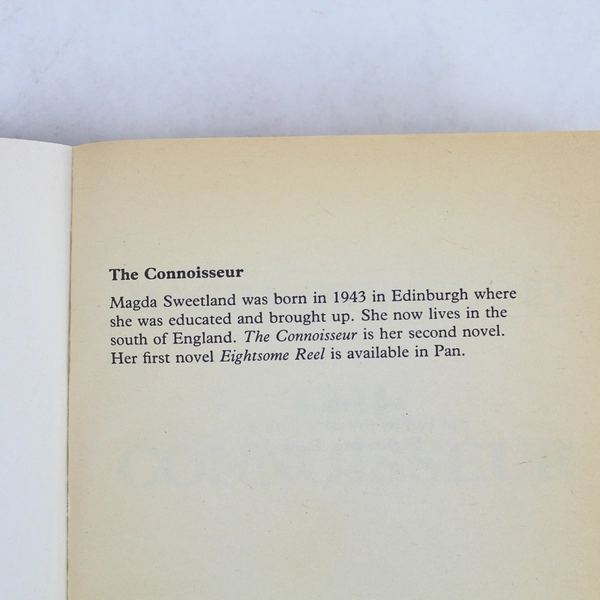 The Connoisseur
Magda Sweetland was born in 1943 in Edinburgh where
she was educated and brought up. She now lives in the
south of England. The Connoisseur is her second novel.
Her first novel Eightsome Reel is available in Pan.